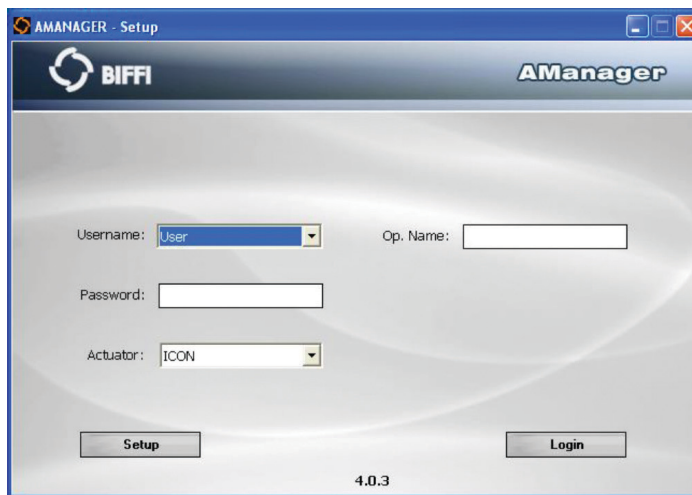 AMANAGER - Setup
BIFFI
AManager
Username: User
Op. Name:
Password:
Actuator: ICON
Setup
Login
4.0.3